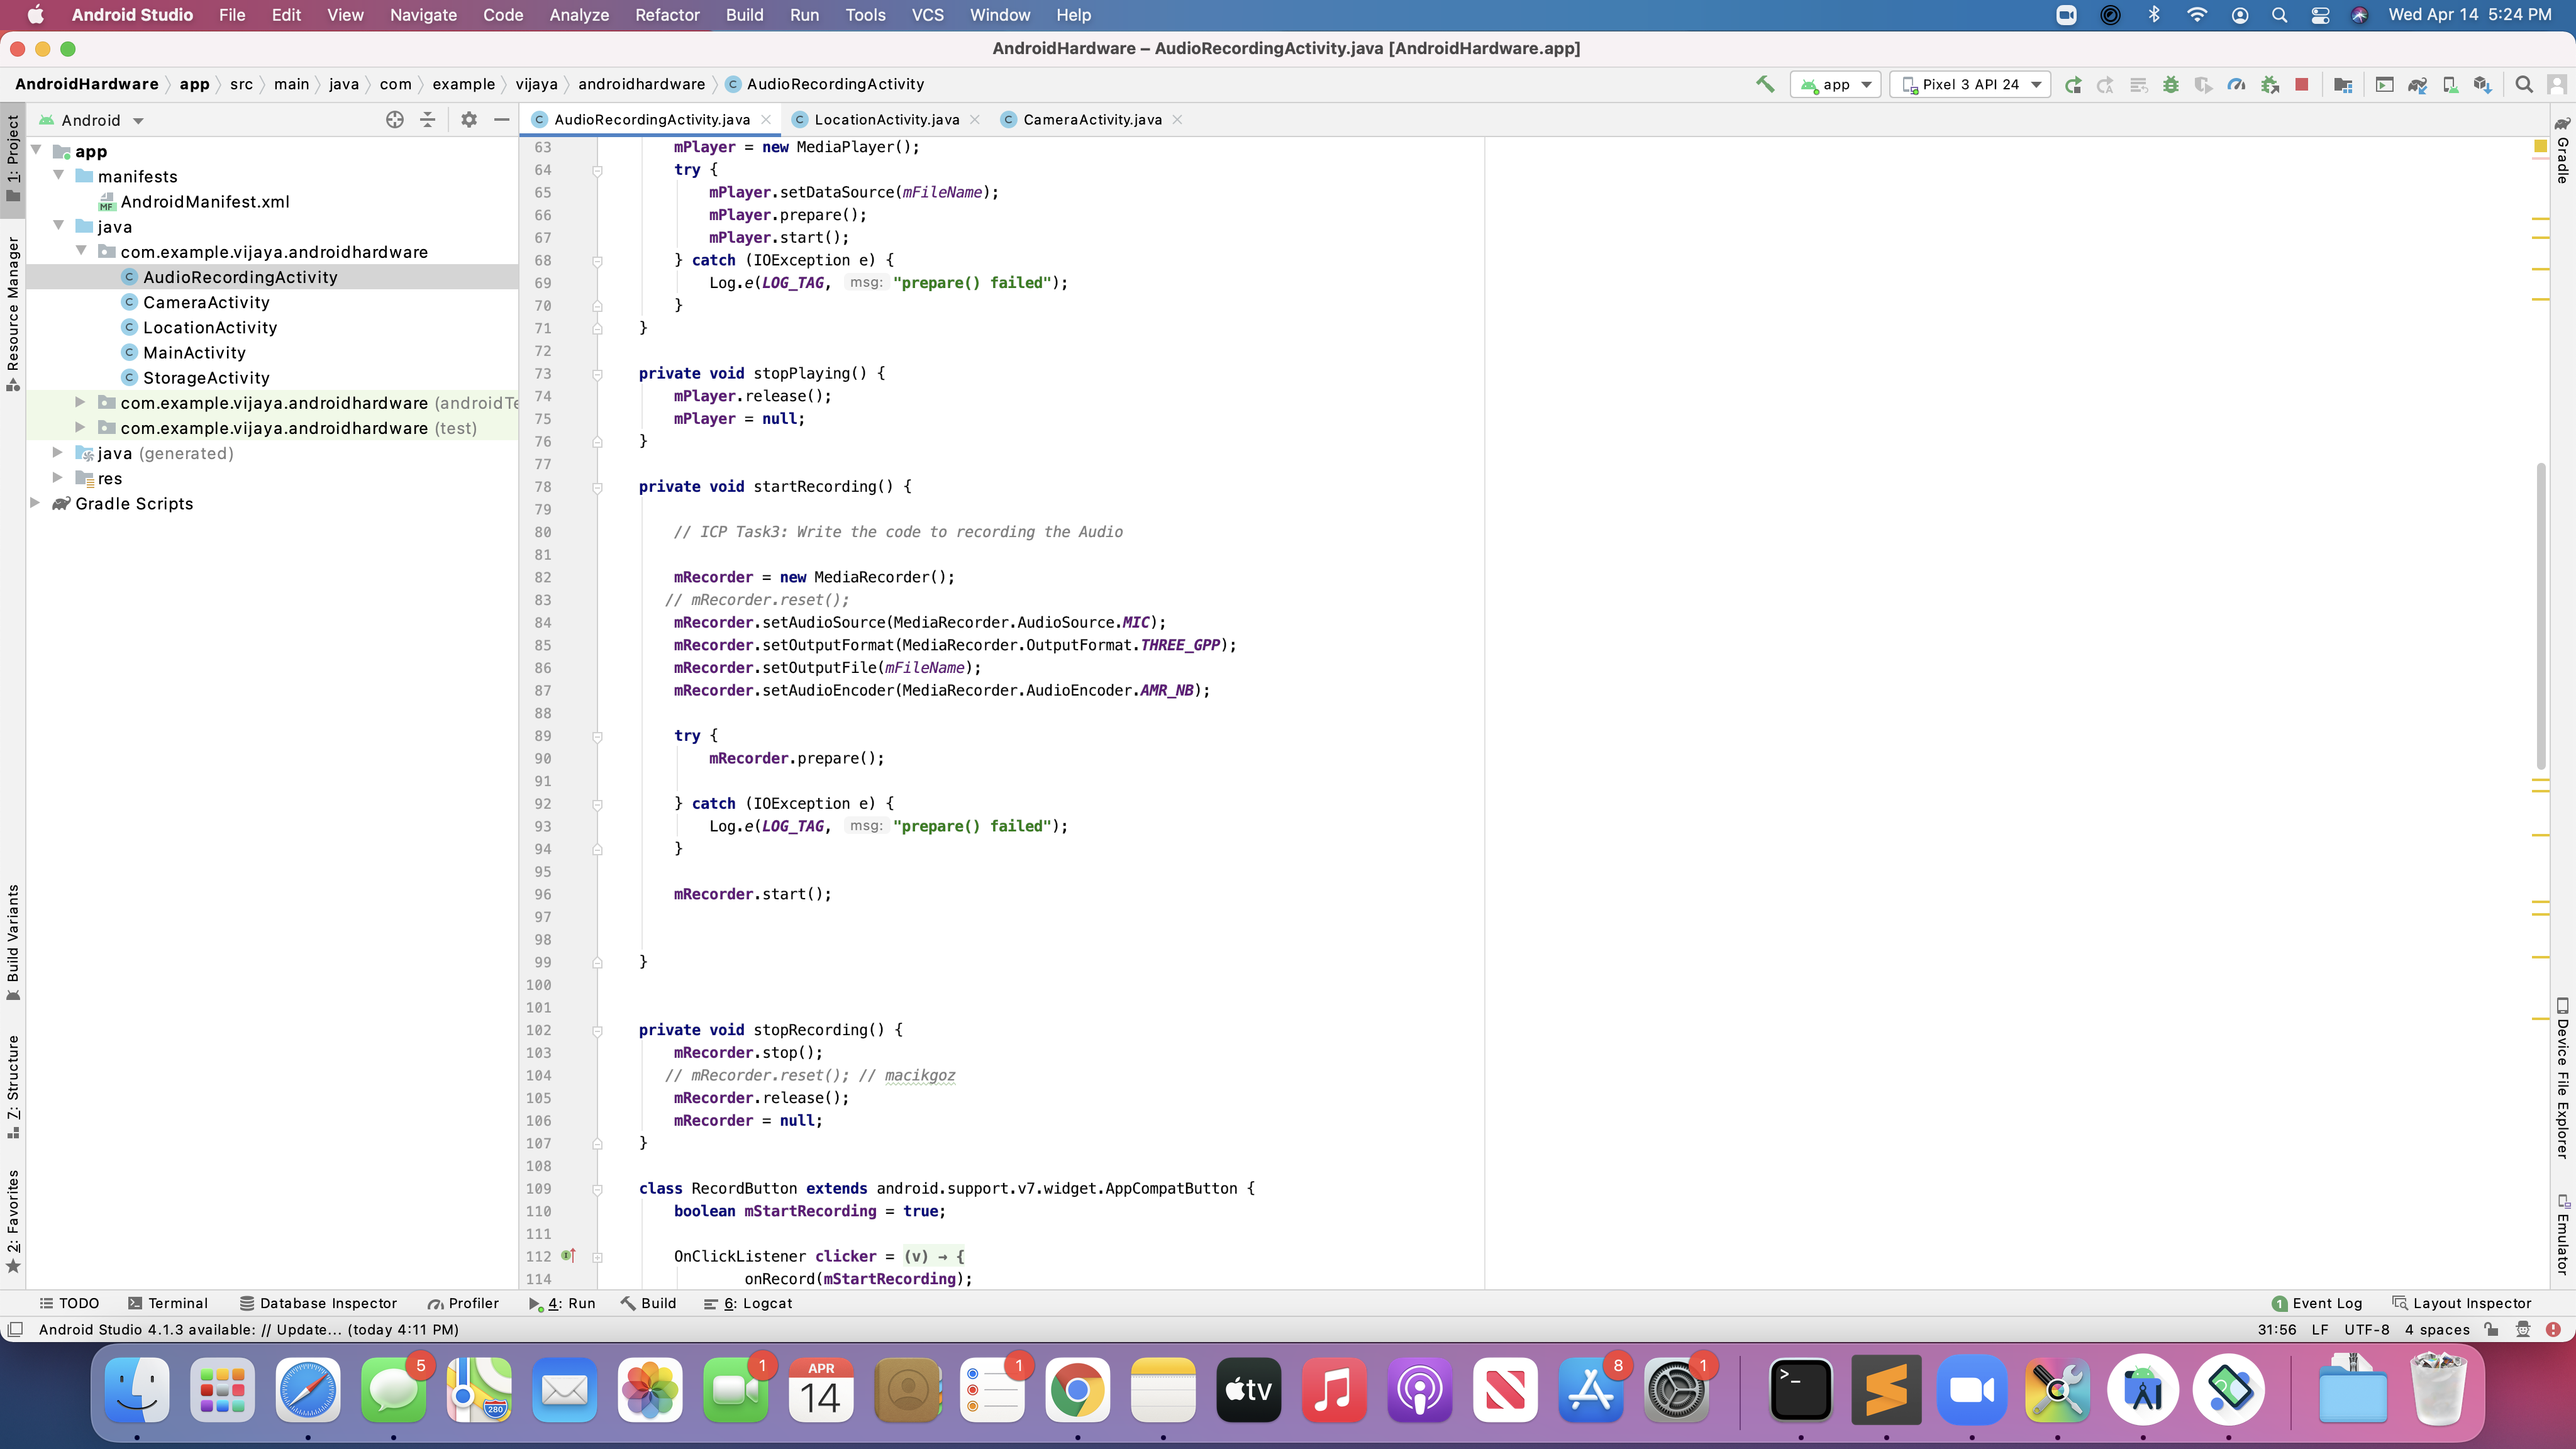 Android Studio File Edit View Navigate Code Analyze Refactor Build Run Tools VCS Window Help Wed Apr 14 5:24 PM
AndroidHardware – AudioRecordingActivity.java [AndroidHardware.app]
AndroidHardware app src main java com example vijaya androidhardware AudioRecordingActivity app Pixel 3 API 24
Android
AudioRecordingActivity.java LocationActivity.java CameraActivity.java
1: Project
Resource Manager
Build Variants
7: Structure
2: Favorites
app
manifests
AndroidManifest.xml
java
com.example.vijaya.androidhardware
AudioRecordingActivity
CameraActivity
LocationActivity
MainActivity
StorageActivity
com.example.vijaya.androidhardware (androidTe
com.example.vijaya.androidhardware (test)
java (generated)
res
Gradle Scripts
63 mPlayer = new MediaPlayer();
64 try {
65 mPlayer.setDataSource(mFileName);
66 mPlayer.prepare();
67 mPlayer.start();
68 } catch (IOException e) {
69 Log.e(LOG_TAG, msg: "prepare() failed");
70 }
71 }
72
73 private void stopPlaying() {
74 mPlayer.release();
75 mPlayer = null;
76 }
77
78 private void startRecording() {
79
80 // ICP Task3: Write the code to recording the Audio
81
82 mRecorder = new MediaRecorder();
83 // mRecorder.reset();
84 mRecorder.setAudioSource(MediaRecorder.AudioSource.MIC);
85 mRecorder.setOutputFormat(MediaRecorder.OutputFormat.THREE_GPP);
86 mRecorder.setOutputFile(mFileName);
87 mRecorder.setAudioEncoder(MediaRecorder.AudioEncoder.AMR_NB);
88
89 try {
90 mRecorder.prepare();
91
92 } catch (IOException e) {
93 Log.e(LOG_TAG, msg: "prepare() failed");
94 }
95
96 mRecorder.start();
97
98
99 }
100
101
102 private void stopRecording() {
103 mRecorder.stop();
104 // mRecorder.reset(); // macikgoz
105 mRecorder.release();
106 mRecorder = null;
107 }
108
109 class RecordButton extends android.support.v7.widget.AppCompatButton {
110 boolean mStartRecording = true;
111
112 OnClickListener clicker = (v) → {
114 onRecord(mStartRecording);
Gradle
Device File Explorer
Emulator
TODO Terminal Database Inspector Profiler 4: Run Build 6: Logcat 1 Event Log Layout Inspector
Android Studio 4.1.3 available: // Update... (today 4:11 PM) 31:56 LF UTF-8 4 spaces
5 280 1 APR 14 1 tv 8 1 >_